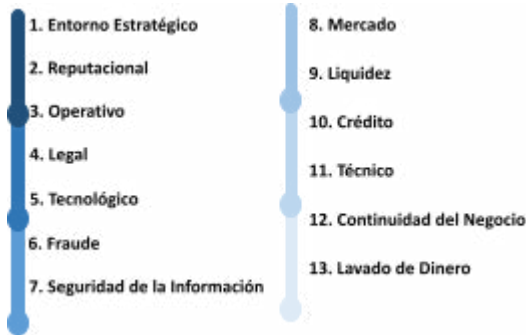 1. Entorno Estratégico
2. Reputacional
3. Operativo
4. Legal
5. Tecnológico
6. Fraude
7. Seguridad de la Información
8. Mercado
9. Liquidez
10. Crédito
11. Técnico
12. Continuidad del Negocio
13. Lavado de Dinero